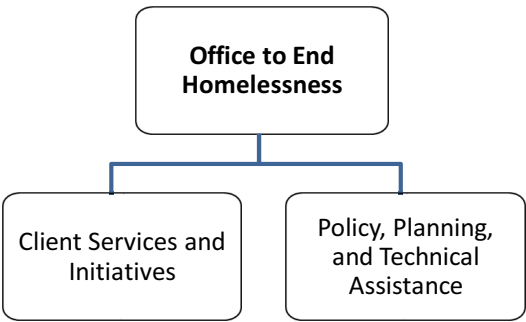 Office to End
Homelessness
Client Services and
Initiatives
Policy, Planning,
and Technical
Assistance